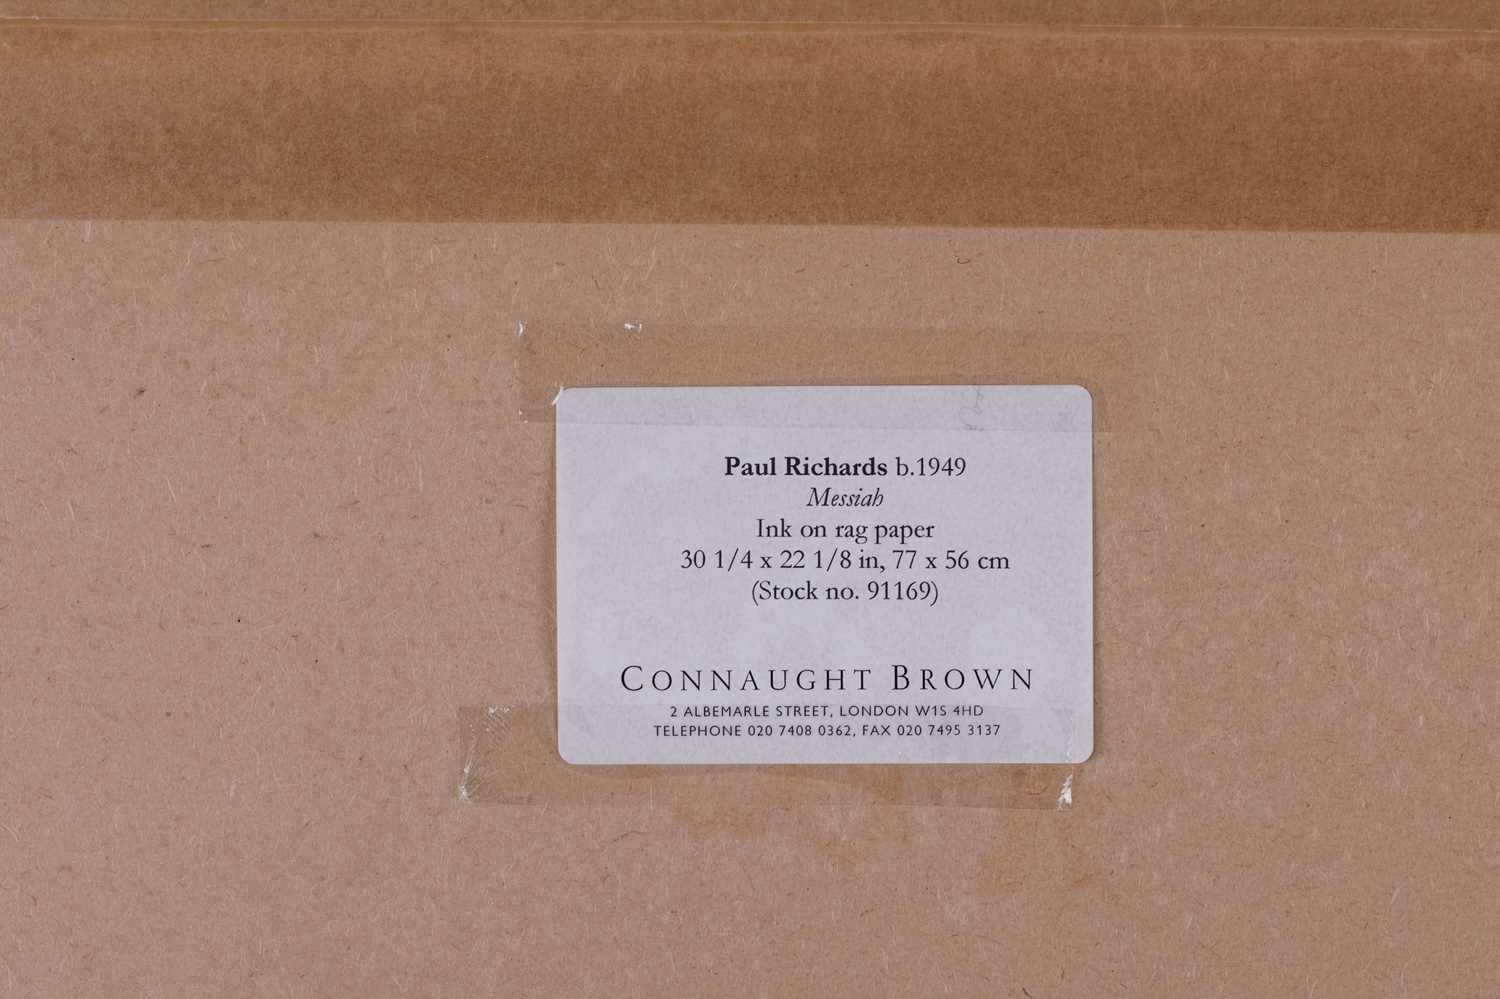 Paul Richards b.1949
Messiah
Ink on rag paper
30 1/4 x 22 1/8 in, 77 x 56 cm
(Stock no. 91169)
CONNAUGHT BROWN
2 ALBEMARLE STREET, LONDON W1S 4HD
TELEPHONE 020 7408 0362, FAX 020 7495 3137